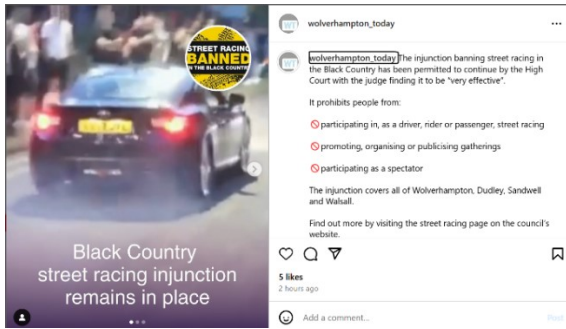 STREET RACING
BANNED
IN THE BLACK COUNTRY
Black Country
street racing injunction
remains in place
WT
wolverhampton_today
...
WT
wolverhampton_today The injunction banning street racing in
the Black Country has been permitted to continue by the High
Court with the judge finding it to be "very effective".
It prohibits people from:
🚫participating in, as a driver, rider or passenger, street racing
🚫promoting, organising or publicising gatherings
🚫participating as a spectator
The injunction covers all of Wolverhampton, Dudley, Sandwell
and Walsall.
Find out more by visiting the street racing page on the council's
website.
5 likes
2 hours ago
Add a comment...
Post